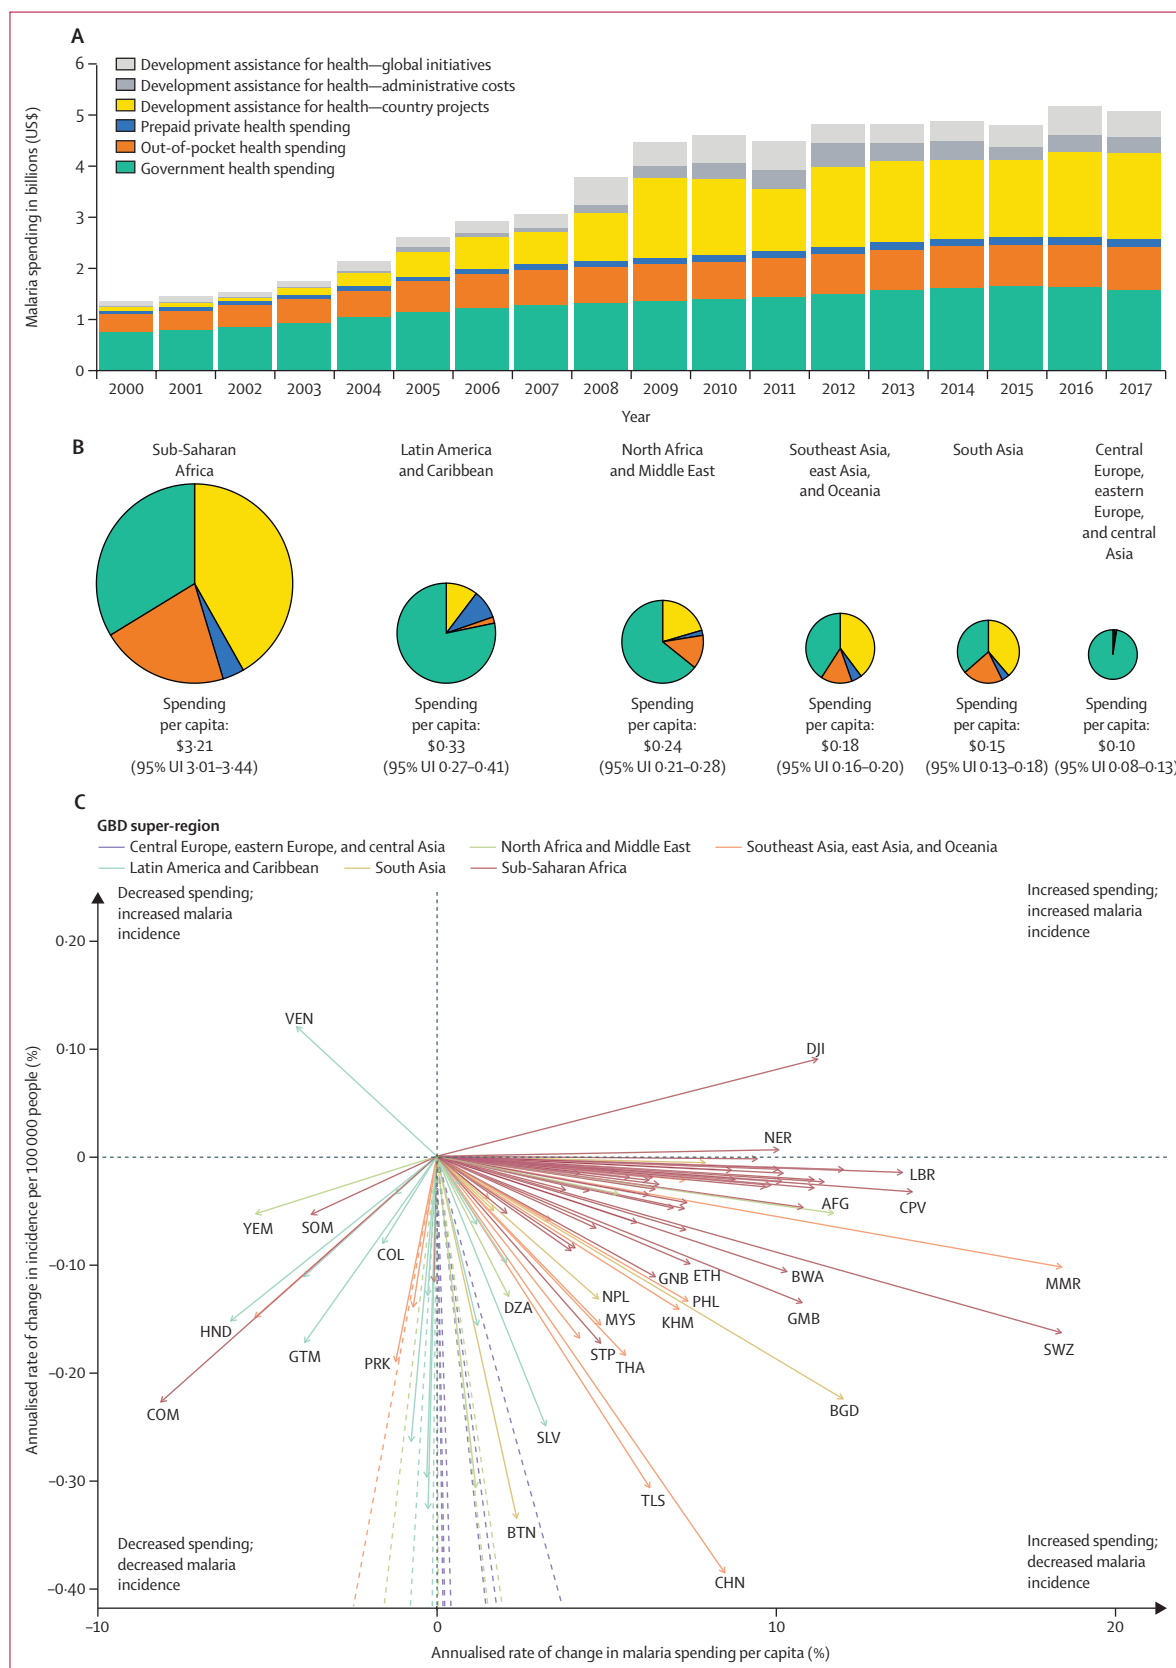 A
6
5
4
3
2
1
0
Malaria spending in billions (US$)
Development assistance for health—global initiatives
Development assistance for health—administrative costs
Development assistance for health—country projects
Prepaid private health spending
Out-of-pocket health spending
Government health spending
2000 2001 2002 2003 2004 2005 2006 2007 2008 2009 2010 2011 2012 2013 2014 2015 2016 2017
Year
B
Sub-Saharan
Africa
Spending
per capita:
$3·21
(95% UI 3·01–3·44)
Latin America
and Caribbean
Spending
per capita:
$0·33
(95% UI 0·27–0·41)
North Africa
and Middle East
Spending
per capita:
$0·24
(95% UI 0·21–0·28)
Southeast Asia,
east Asia,
and Oceania
Spending
per capita:
$0·18
(95% UI 0·16–0·20)
South Asia
Spending
per capita:
$0·15
(95% UI 0·13–0·18)
Central
Europe,
eastern
Europe,
and central
Asia
Spending
per capita:
$0·10
(95% UI 0·08–0·13)
C
GBD super-region
Central Europe, eastern Europe, and central Asia
North Africa and Middle East
Southeast Asia, east Asia, and Oceania
Latin America and Caribbean
South Asia
Sub-Saharan Africa
Decreased spending;
increased malaria
incidence
Increased spending;
increased malaria
incidence
0·20
0·10
0
–0·10
–0·20
–0·30
–0·40
Annualised rate of change in incidence per 100 000 people (%)
VEN
DJI
NER
LBR
AFG
CPV
YEM
SOM
COL
GNB
ETH
BWA
MMR
NPL
DZA
PHL
MYS
KHM
GMB
HND
GTM
PRK
STP
THA
SWZ
COM
BGD
SLV
TLS
BTN
CHN
Decreased spending;
decreased malaria
incidence
Increased spending;
decreased malaria
incidence
–10
0
10
20
Annualised rate of change in malaria spending per capita (%)